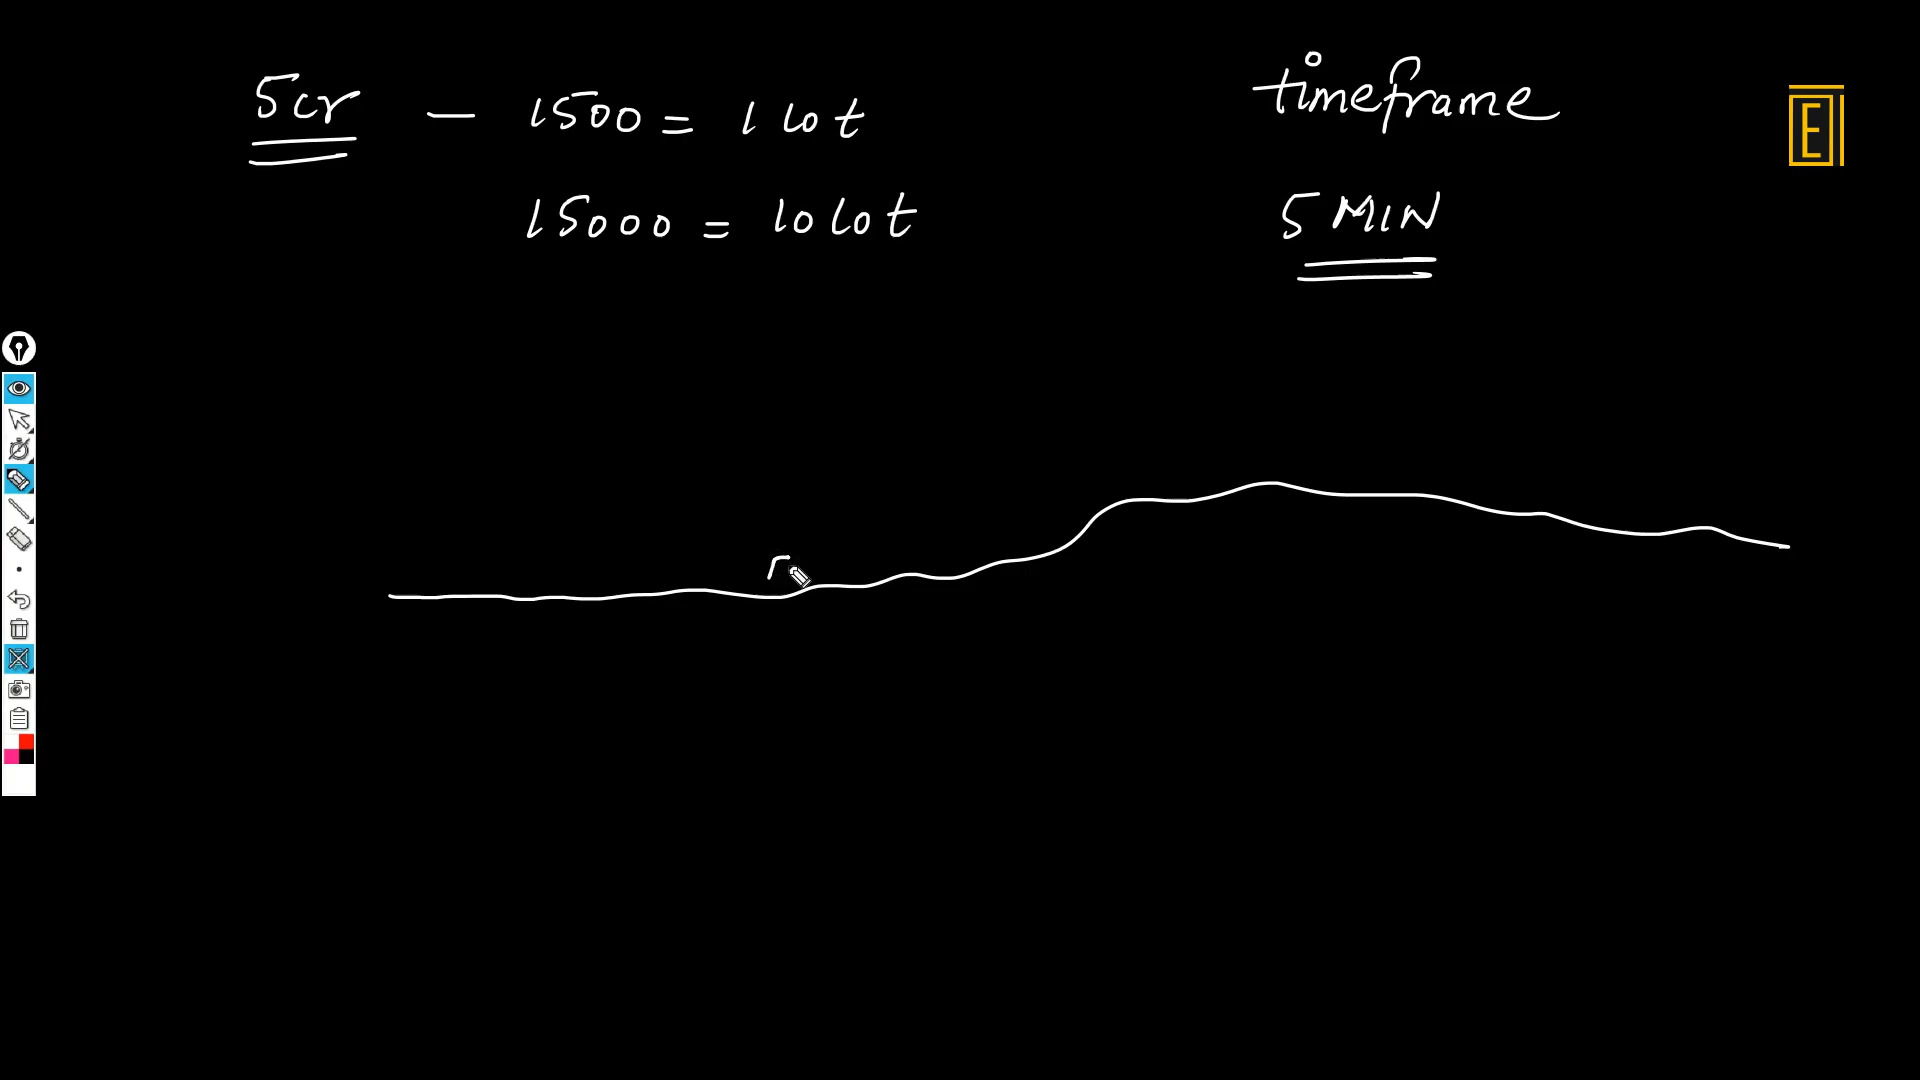 5cr - 1500 = 1 lot
15000 = 10 lot
timeframe
5 MIN
E